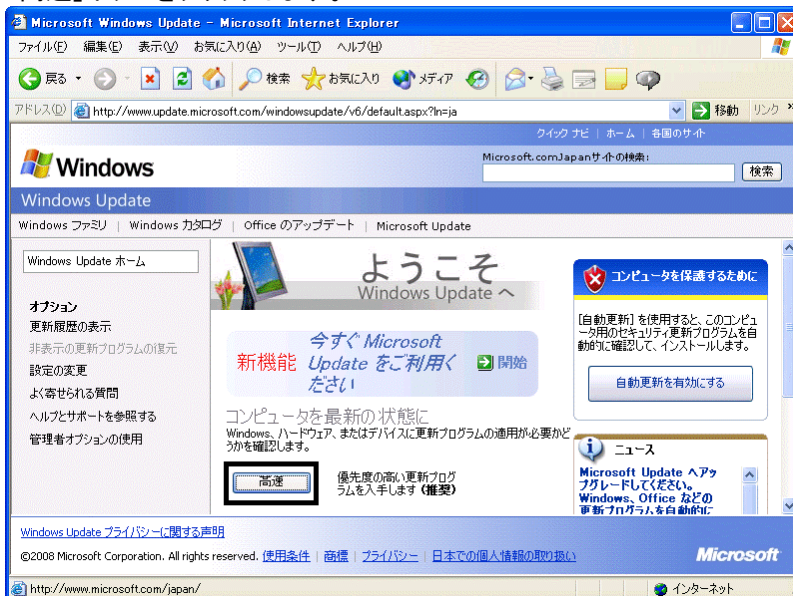 Microsoft Windows Update - Microsoft Internet Explorer
ファイル(F) 編集(E) 表示(V) お気に入り(A) ツール(T) ヘルプ(H)
戻る 検索 お気に入り メディア
アドレス(D) http://www.update.microsoft.com/windowsupdate/v6/default.aspx?ln=ja 移動 リンク
クイック ナビ | ホーム | 各国のサイト
Windows
Microsoft.comJapanサイトの検索:
検索
Windows Update
Windows ファミリ | Windows カタログ | Office のアップデート | Microsoft Update
Windows Update ホーム
オプション
更新履歴の表示
非表示の更新プログラムの復元
設定の変更
よく寄せられる質問
ヘルプとサポートを参照する
管理者オプションの使用
ようこそ
Windows Update へ
新機能
今すぐ Microsoft
Update をご利用く
ださい
開始
コンピュータを最新の状態に
Windows、ハードウェア、またはデバイスに更新プログラムの適用が必要かど
うかを確認します。
高速
優先度の高い更新プログ
ラムを入手します (推奨)
コンピュータを保護するために
[自動更新] を使用すると、このコンピュ
ータ用のセキュリティ更新プログラムを自
動的に確認して、インストールします。
自動更新を有効にする
ニュース
Microsoft Update へアッ
プグレードしてください。
Windows、Office などの
更新プログラムを自動的に
Windows Update プライバシーに関する声明
©2008 Microsoft Corporation. All rights reserved. 使用条件 | 商標 | プライバシー | 日本での個人情報の取り扱い
Microsoft
http://www.microsoft.com/japan/ インターネット